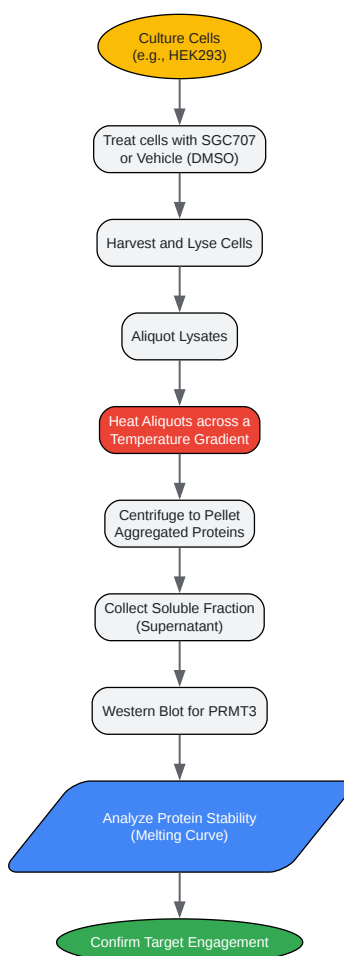 Culture Cells
(e.g., HEK293)
Treat cells with SGC707
or Vehicle (DMSO)
Harvest and Lyse Cells
Aliquot Lysates
Heat Aliquots across a
Temperature Gradient
Centrifuge to Pellet
Aggregated Proteins
Collect Soluble Fraction
(Supernatant)
Western Blot for PRMT3
Analyze Protein Stability
(Melting Curve)
Confirm Target Engagement